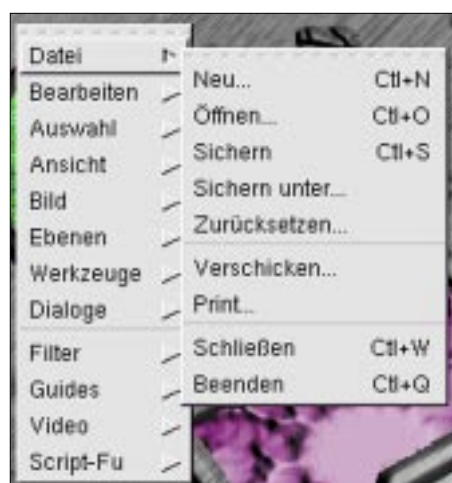 Datei
Bearbeiten
Auswahl
Ansicht
Bild
Ebenen
Werkzeuge
Dialoge
Filter
Guides
Video
Script-Fu
Neu... Ctl+N
Öffnen... Ctl+O
Sichern Ctl+S
Sichern unter...
Zurücksetzen...
Verschicken...
Print...
Schließen Ctl+W
Beenden Ctl+Q